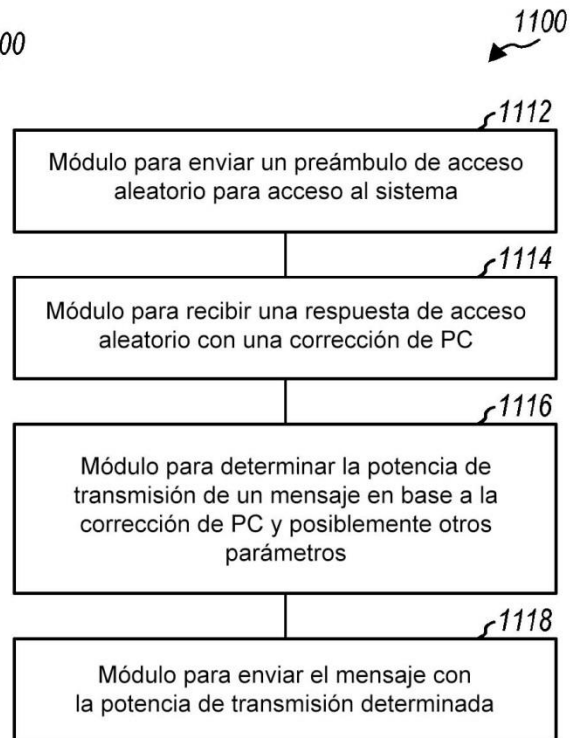 1100
00
1112
Módulo para enviar un preámbulo de acceso
aleatorio para acceso al sistema
1114
Módulo para recibir una respuesta de acceso
aleatorio con una corrección de PC
1116
Módulo para determinar la potencia de
transmisión de un mensaje en base a la
corrección de PC y posiblemente otros
parámetros
1118
Módulo para enviar el mensaje con
la potencia de transmisión determinada